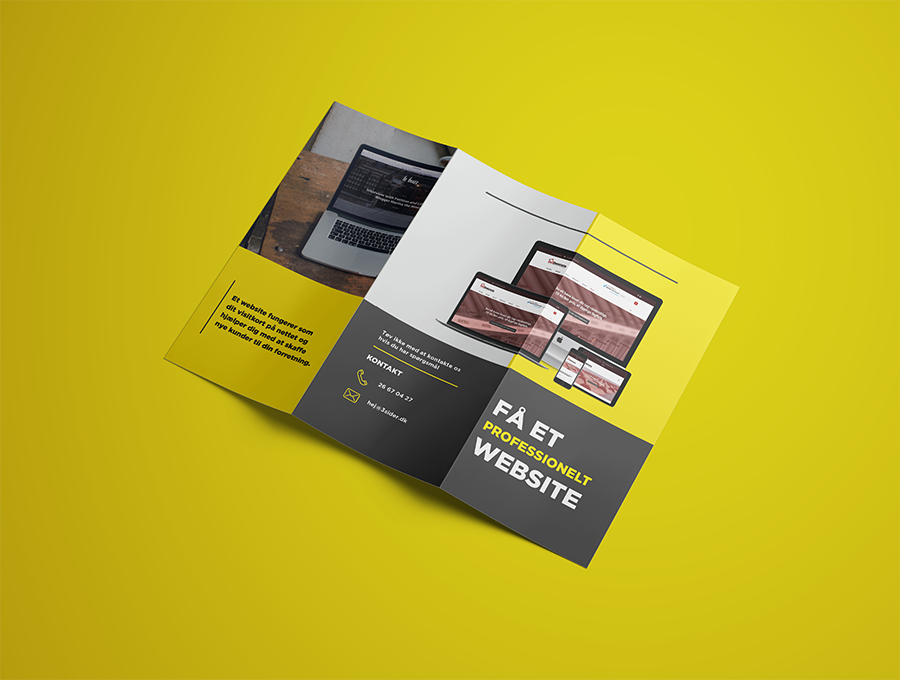 Et website fungerer som
dit visitkort på nettet og
hjælper dig med at skaffe
nye kunder til din forretning.
Tøv ikke med at kontakte os
hvis du har spørgsmål
KONTAKT
26 67 04 27
hej@3sider.dk
FÅ ET
PROFESSIONELT
WEBSITE